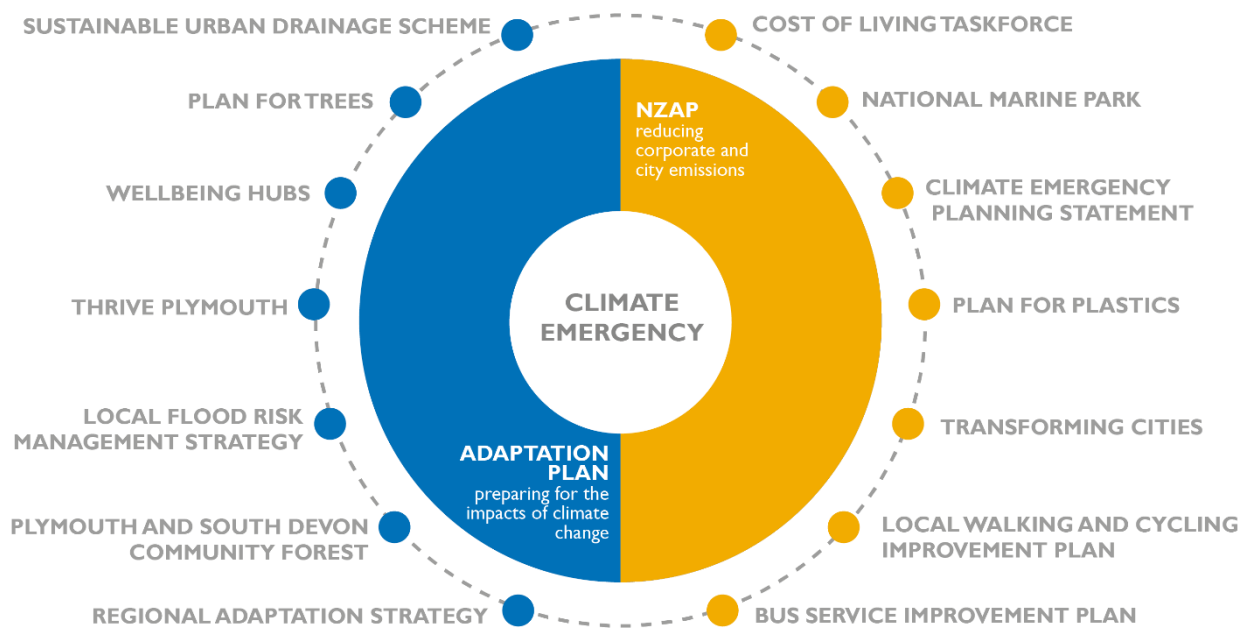 SUSTAINABLE URBAN DRAINAGE SCHEME
PLAN FOR TREES
WELLBEING HUBS
THRIVE PLYMOUTH
LOCAL FLOOD RISK
MANAGEMENT STRATEGY
PLYMOUTH AND SOUTH DEVON
COMMUNITY FOREST
REGIONAL ADAPTATION STRATEGY
ADAPTATION
PLAN
preparing for the
impacts of climate
change
CLIMATE
EMERGENCY
NZAP
reducing
corporate and
city emissions
COST OF LIVING TASKFORCE
NATIONAL MARINE PARK
CLIMATE EMERGENCY
PLANNING STATEMENT
PLAN FOR PLASTICS
TRANSFORMING CITIES
LOCAL WALKING AND CYCLING
IMPROVEMENT PLAN
BUS SERVICE IMPROVEMENT PLAN